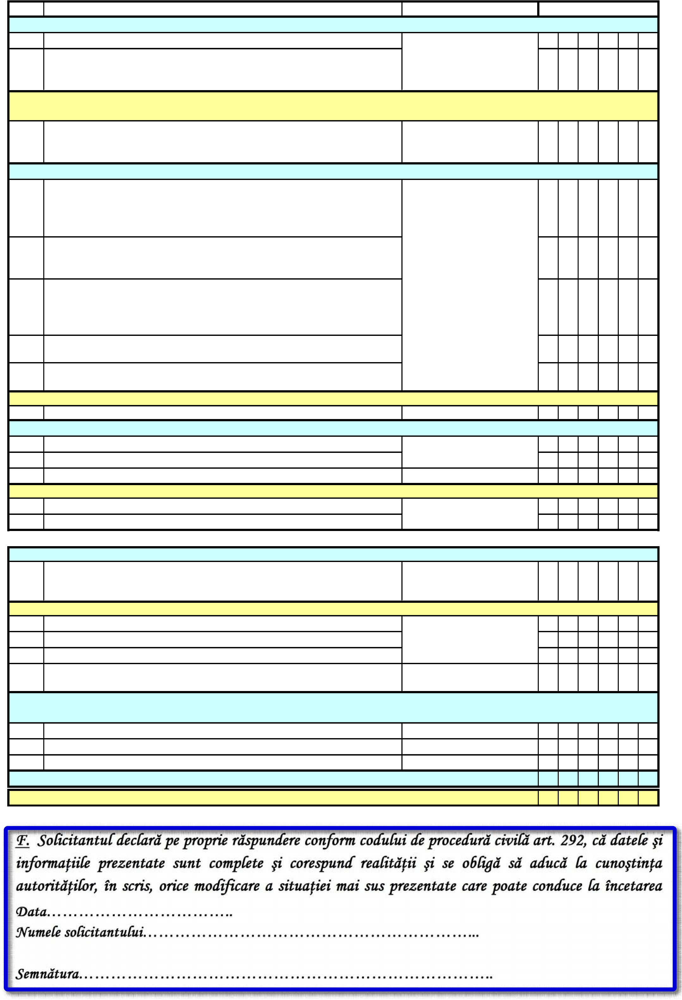 F. Solicitantul declară pe proprie răspundere conform codului de procedură civilă art. 292, că datele şi
informaţiile prezentate sunt complete şi corespund realităţii şi se obligă să aducă la cunoştinţa
autorităţilor, în scris, orice modificare a situaţiei mai sus prezentate care poate conduce la încetarea
Data……………………………..
Numele solicitantului……………………………………………………...
Semnătura…………………………………………………………………..